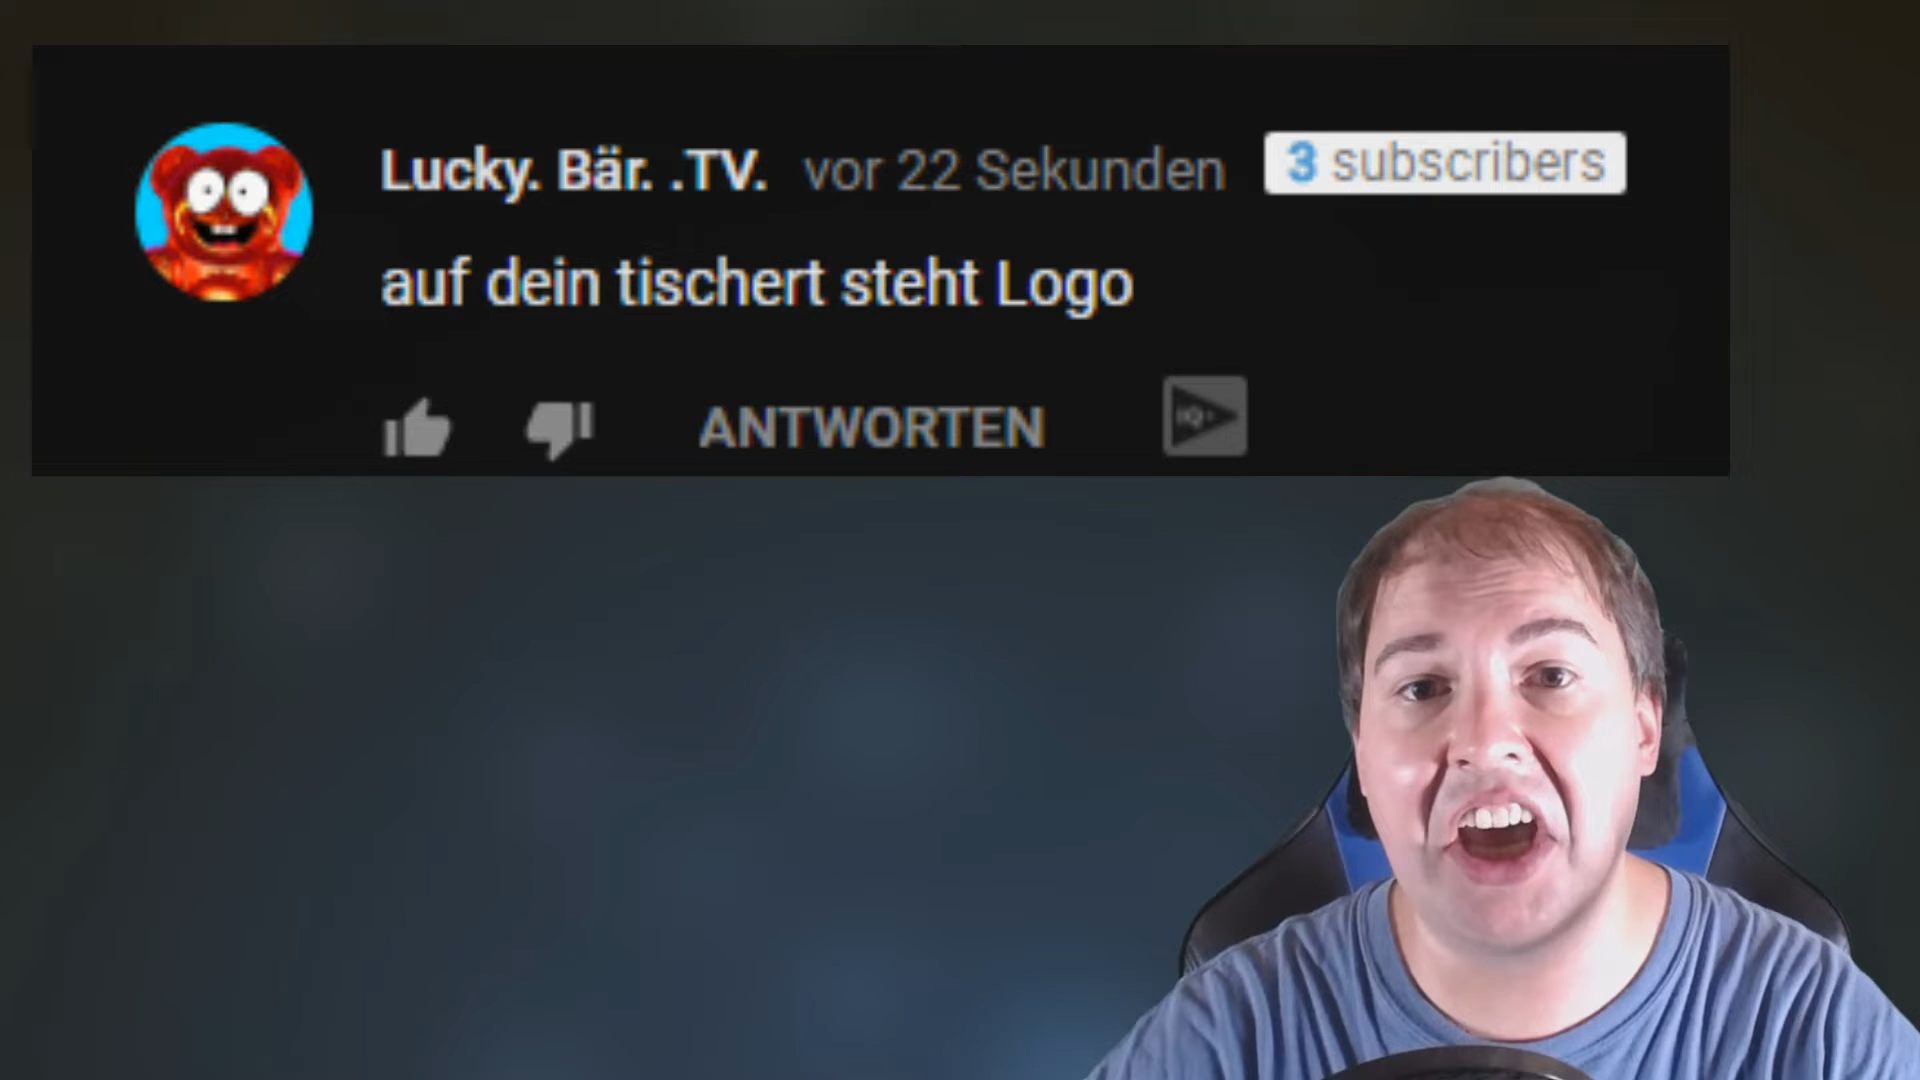 Lucky. Bär. .TV. vor 22 Sekunden 3 subscribers
auf dein tischert steht Logo
ANTWORTEN